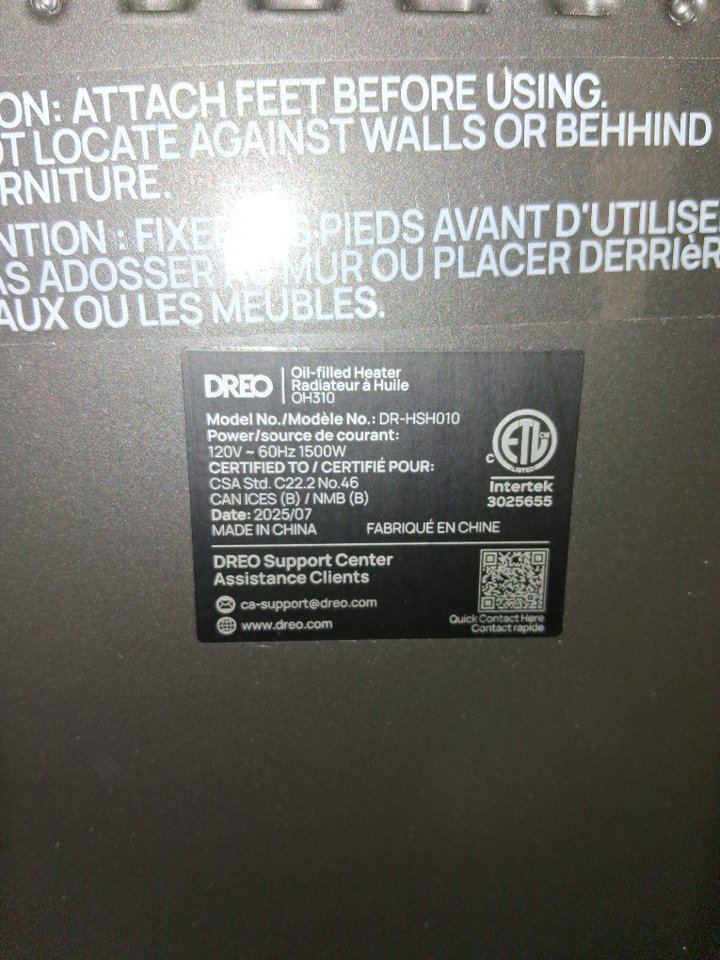 ON: ATTACH FEET BEFORE USING.
OT LOCATE AGAINST WALLS OR BEHHIND
RNITURE.
NTION : FIXE PIEDS AVANT D'UTILISE
AS ADOSSER MUR OU PLACER DERRIèR
AUX OU LES MEUBLES.
DREO
Oil-filled Heater
Radiateur à Huile
OH310
Model No./Modèle No.: DR-HSH010
Power/source de courant:
120V ~ 60Hz 1500W
CERTIFIED TO / CERTIFIÉ POUR:
CSA Std. C22.2 No.46
CAN ICES (B) / NMB (B)
Date: 2025/07
MADE IN CHINA FABRIQUÉ EN CHINE
C ETL CM
LISTED
Intertek
3025655
DREO Support Center
Assistance Clients
ca-support@dreo.com
www.dreo.com
Quick Contact Here
Contact rapide